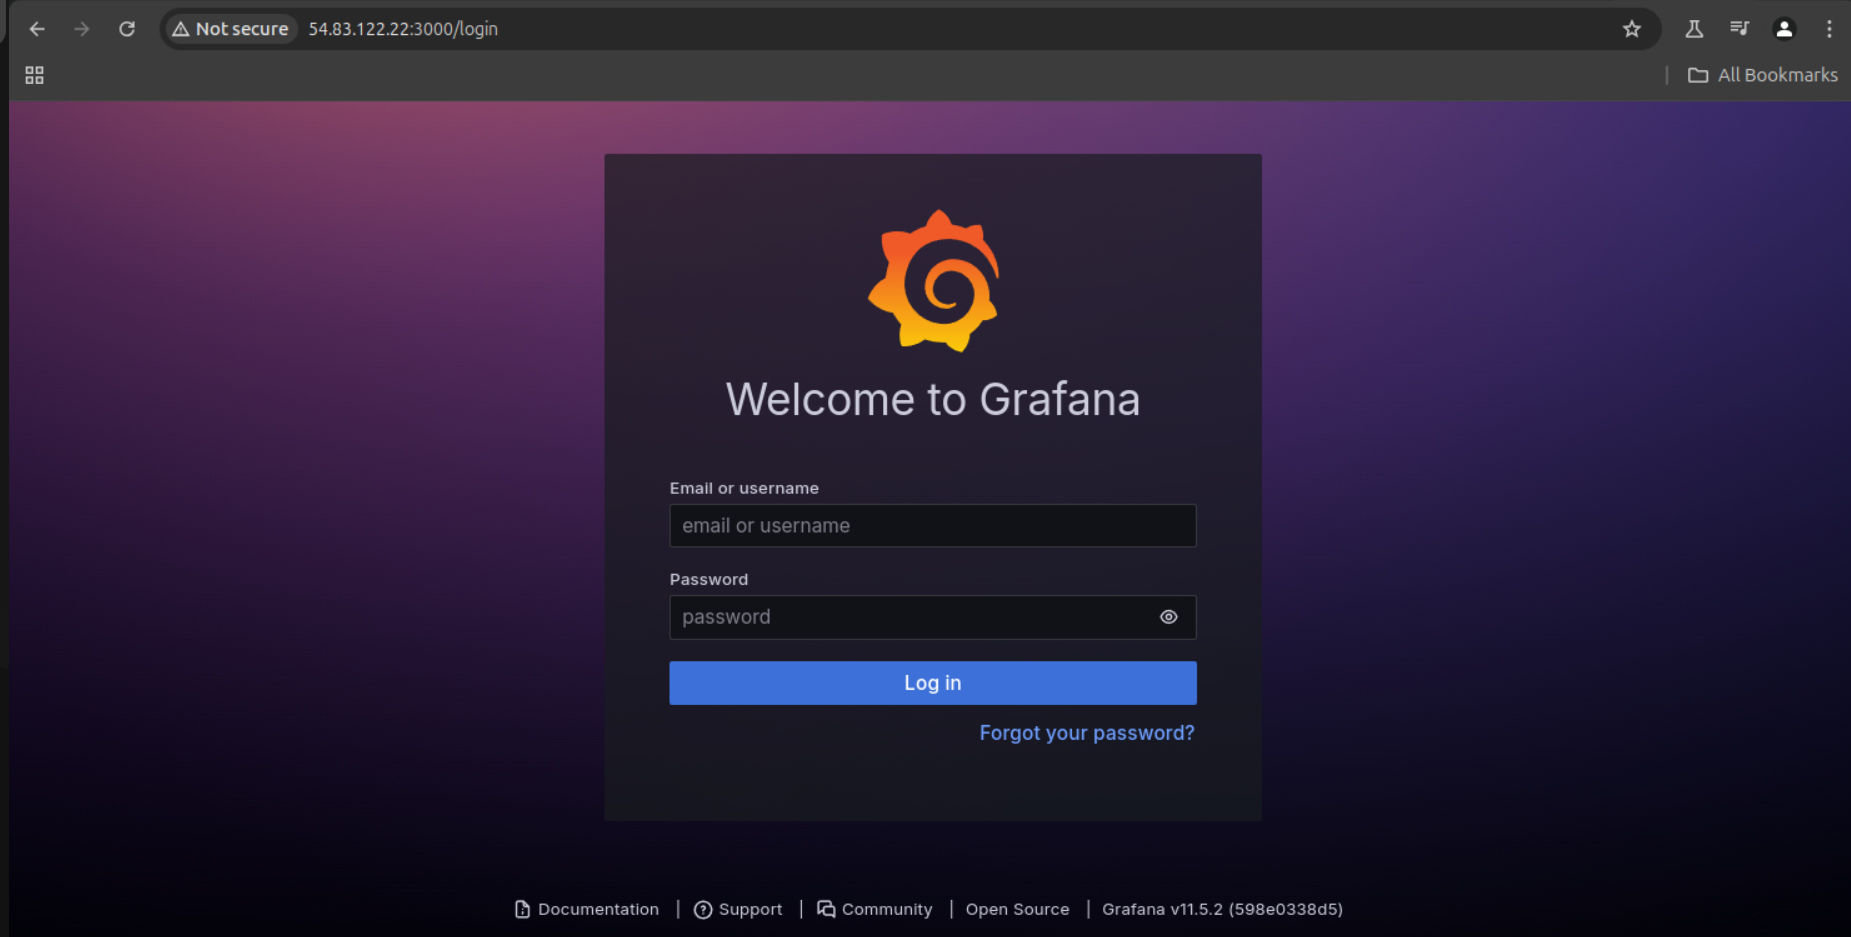 Not secure 54.83.122.22:3000/login
All Bookmarks
Welcome to Grafana
Email or username
email or username
Password
password
Log in
Forgot your password?
Documentation | Support | Community | Open Source | Grafana v11.5.2 (598e0338d5)